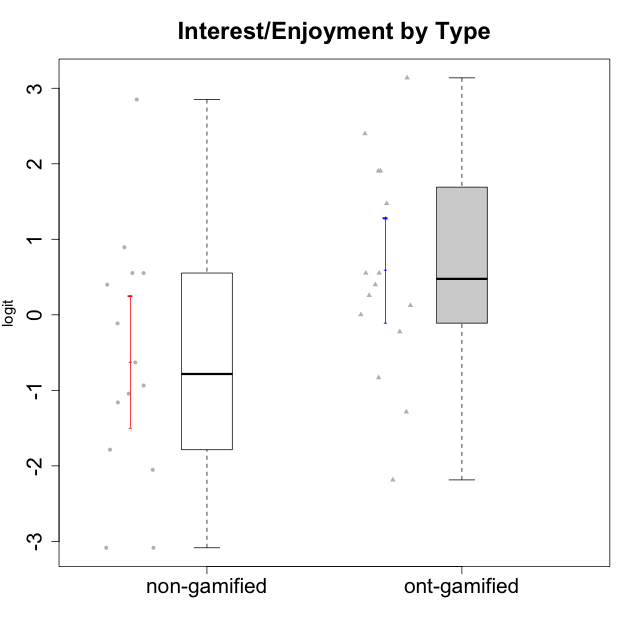 Interest/Enjoyment by Type
logit
3
2
1
0
-1
-2
-3
non-gamified
ont-gamified